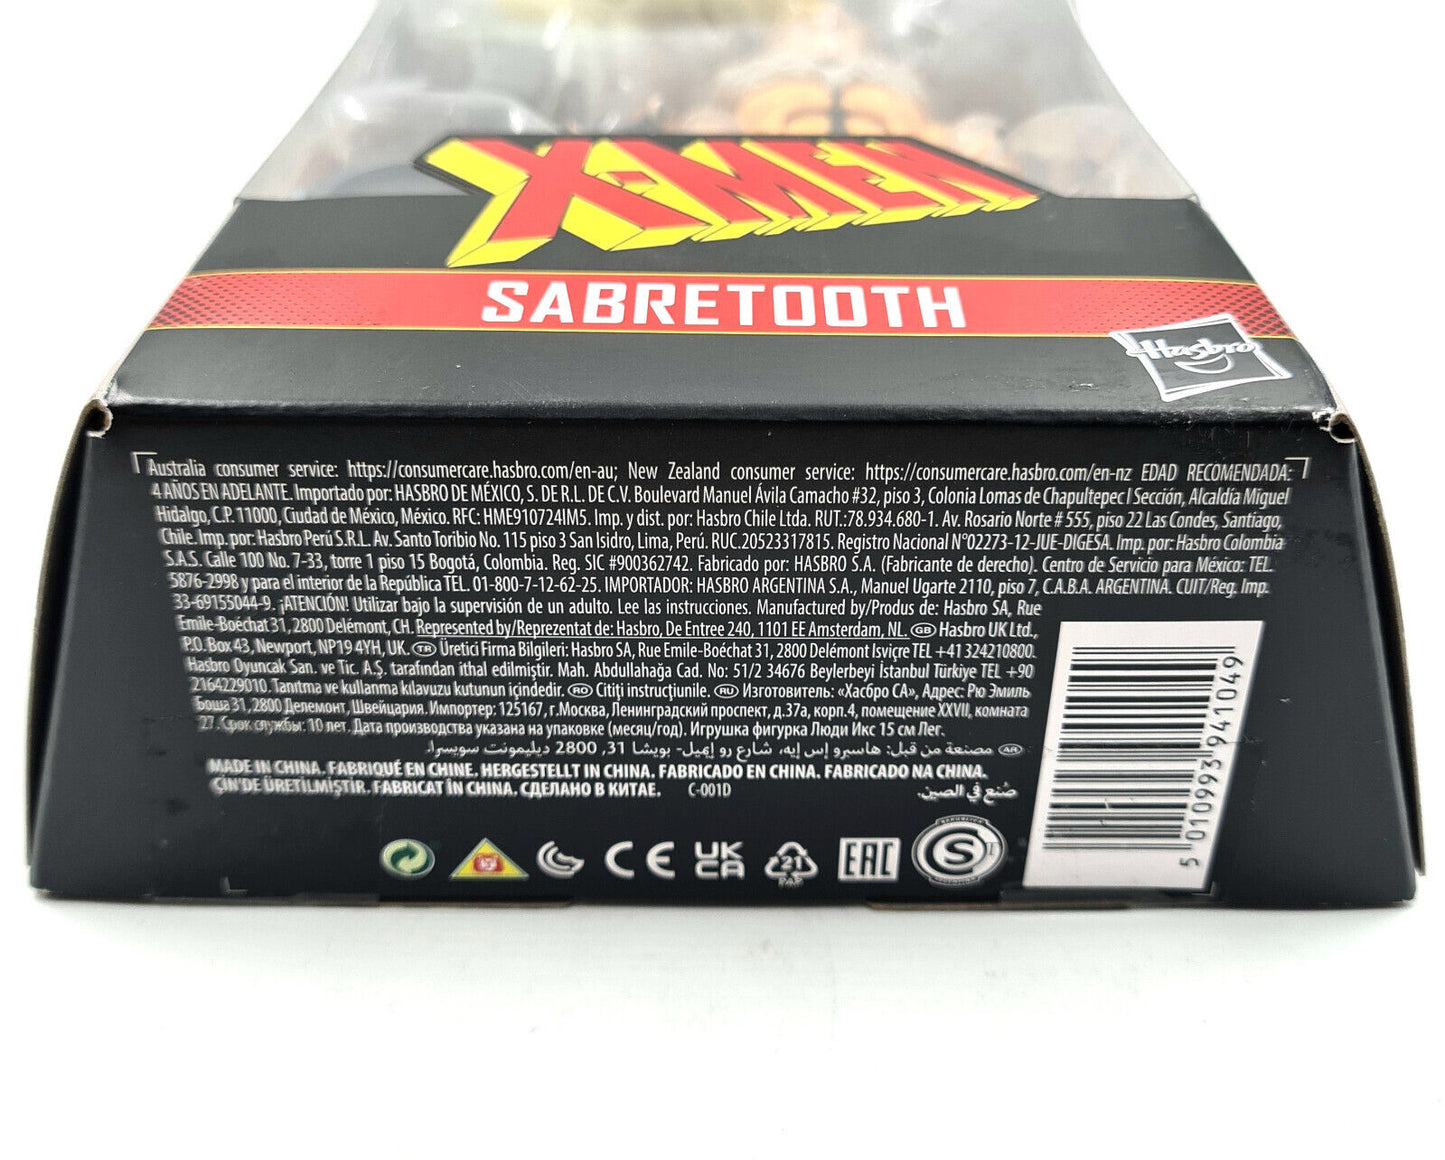 X-MEN
SABRETOOTH
Hasbro
Australia consumer service: https://consumercare.hasbro.com/en-au; New Zealand consumer service: https://consumercare.hasbro.com/en-nz EDAD RECOMENDADA:
4 AÑOS EN ADELANTE. Importado por: HASBRO DE MÉXICO, S. DE R.L. DE C.V. Boulevard Manuel Ávila Camacho #32, piso 3, Colonia Lomas de Chapultepec I Sección, Alcaldía Miguel
Hidalgo, C.P. 11000, Ciudad de México, México. RFC: HME910724IM5. Imp. y dist. por: Hasbro Chile Ltda. RUT.:78.934.680-1. Av. Rosario Norte # 555, piso 22 Las Condes, Santiago,
Chile. Imp. por: Hasbro Perú S.R.L. Av. Santo Toribio No. 115 piso 3 San Isidro, Lima, Perú. RUC.20523317815. Registro Nacional N°02273-12-JUE-DIGESA. Imp. por: Hasbro Colombia
S.A.S. Calle 100 No. 7-33, torre 1 piso 15 Bogotá, Colombia. Reg. SIC #900362742. Fabricado por: HASBRO S.A. (Fabricante de derecho). Centro de Servicio para México: TEL.
5876-2998 y para el interior de la República TEL. 01-800-7-12-62-25. IMPORTADOR: HASBRO ARGENTINA S.A., Manuel Ugarte 2110, piso 7, C.A.B.A. ARGENTINA. CUIT/Reg. Imp.
33-69155044-9. ¡ATENCIÓN! Utilizar bajo la supervisión de un adulto. Lee las instrucciones. Manufactured by/Produs de: Hasbro SA, Rue
Emile-Boéchat 31, 2800 Delémont, CH. Represented by/Reprezentat de: Hasbro, De Entree 240, 1101 EE Amsterdam, NL. GB Hasbro UK Ltd.,
P.O. Box 43, Newport, NP19 4YH, UK. TR Üretici Firma Bilgileri: Hasbro SA, Rue Emile-Boéchat 31, 2800 Delémont Isviçre TEL +41 324210800.
Hasbro Oyuncak San. ve Tic. A.Ş. tarafından ithal edilmiştir. Mah. Abdullahağa Cad. No: 51/2 34676 Beylerbeyi İstanbul Türkiye TEL +90
2164229010. Tanıtma ve kullanma kılavuzu kutunun içindedir. RO Citiți instrucțiunile. RU Изготовитель: «Хасбро СА», Адрес: Рю Эмиль
Боша 31, 2800 Делемонт, Швейцария. Импортер: 125167, г.Москва, Ленинградский проспект, д.37а, корп.4, помещение XXVII, комната
27. Срок службы: 10 лет. Дата производства указана на упаковке (месяц/год). Игрушка фигурка Люди Икс 15 см Лег.
AR مصنعة من قبل: هاسبرو إس إيه، شارع رو إيميل- بويشا 31, 2800 ديليمونت سويسرا.
MADE IN CHINA. FABRIQUÉ EN CHINE. HERGESTELLT IN CHINA. FABRICADO EN CHINA. FABRICADO NA CHINA.
ÇİN'DE ÜRETİLMİŞTİR. FABRICAT ÎN CHINA. СДЕЛАНО В КИТАЕ. C-001D صُنع في الصين.
CE UK CA 21 PAP EAC S
5 010993 941049